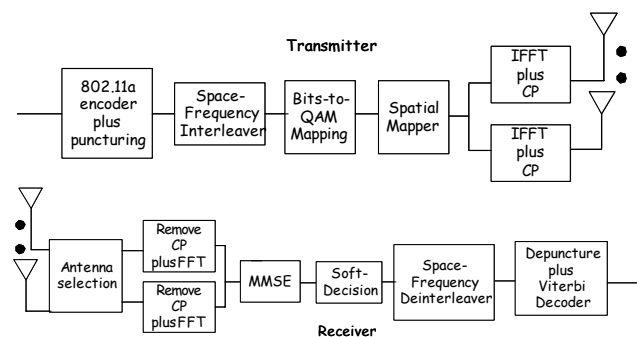 Transmitter
802.11a
encoder
plus
puncturing
Space-
Frequency
Interleaver
Bits-to-
QAM
Mapping
Spatial
Mapper
IFFT
plus
CP
IFFT
plus
CP
Antenna
selection
Remove
CP
plusFFT
Remove
CP
plusFFT
MMSE
Soft-
Decision
Space-
Frequency
Deinterleaver
Depuncture
plus
Viterbi
Decoder
Receiver